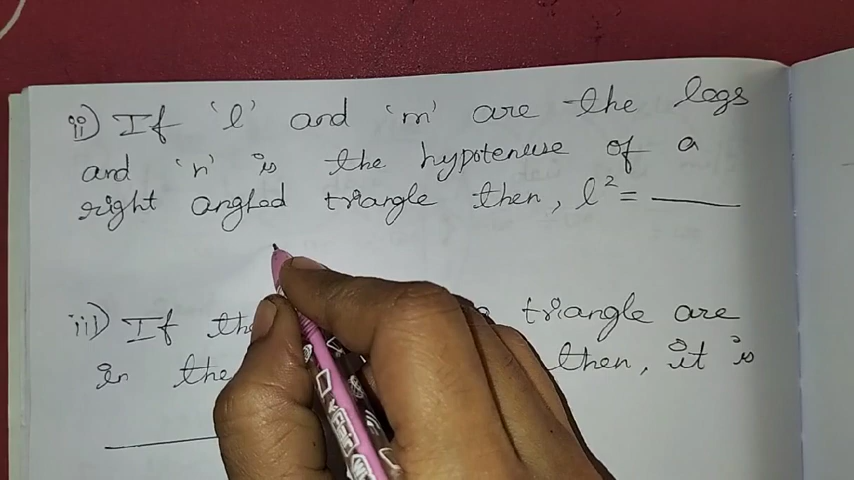 ii) If 'l' and 'm' are the legs
and 'n' is the hypotenuse of a
right angled triangle then, l² = ______
iii) If the triangle are
in the then, it is
______